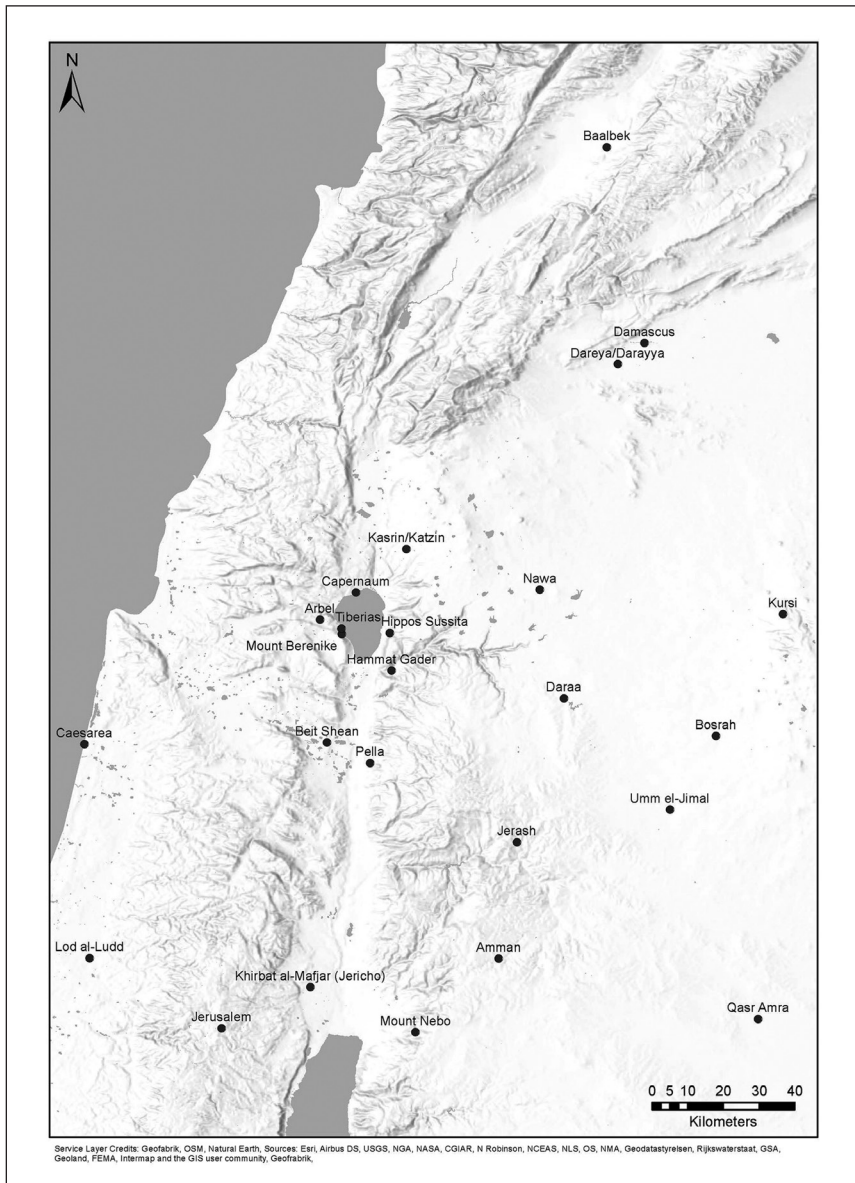 N
Baalbek
Damascus
Dareya/Darayya
Kasrin/Katzin
Capernaum
Nawa
Arbel
Tiberias
Hippos Sussita
Kursi
Mount Berenike
Hammat Gader
Daraa
Caesarea
Beit Shean
Bosrah
Pella
Umm el-Jimal
Jerash
Lod al-Ludd
Amman
Khirbat al-Mafjar (Jericho)
Jerusalem
Mount Nebo
Qasr Amra
0 5 10 20 30 40
Kilometers
Service Layer Credits: Geofabrik, OSM, Natural Earth, Sources: Esri, Airbus DS, USGS, NGA, NASA, CGIAR, N Robinson, NCEAS, NLS, OS, NMA, Geodatastyrelsen, Rijkswaterstaat, GSA,
Geoland, FEMA, Intermap and the GIS user community, Geofrabrik,